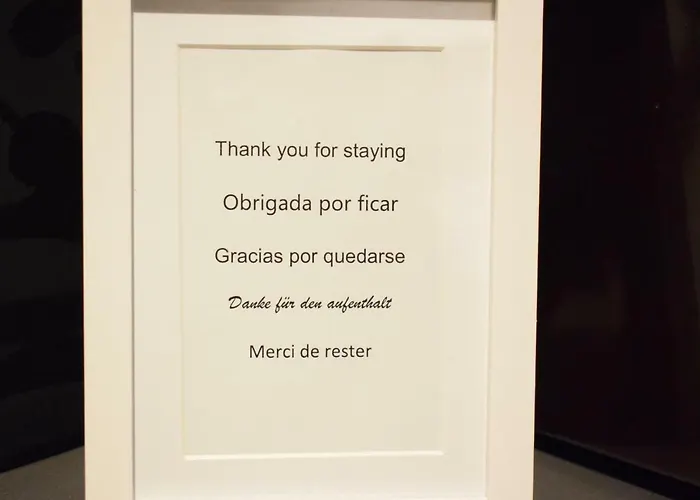 Thank you for staying
Obrigada por ficar
Gracias por quedarse
Danke für den aufenthalt
Merci de rester